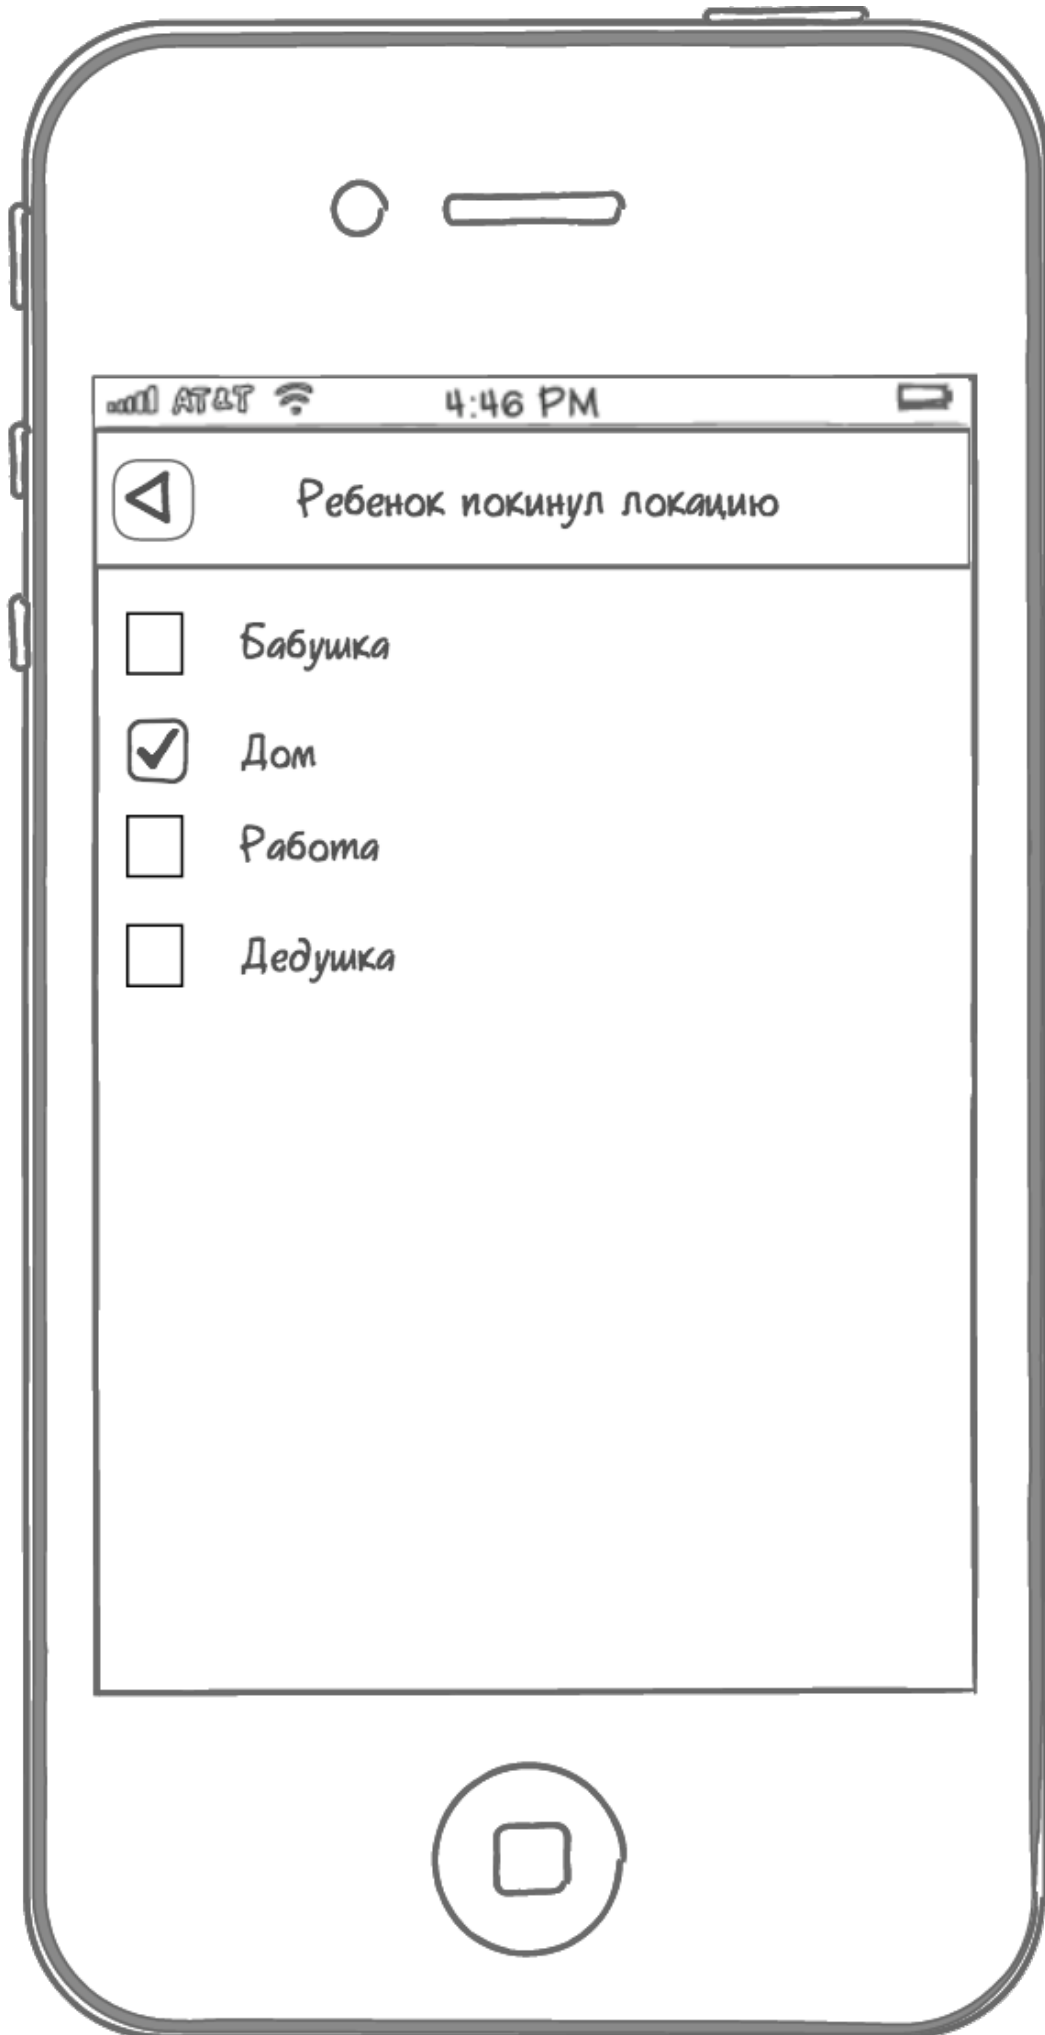 AT&T 4:46 PM
Ребенок покинул локацию
Бабушка
Дом
Работа
Дедушка